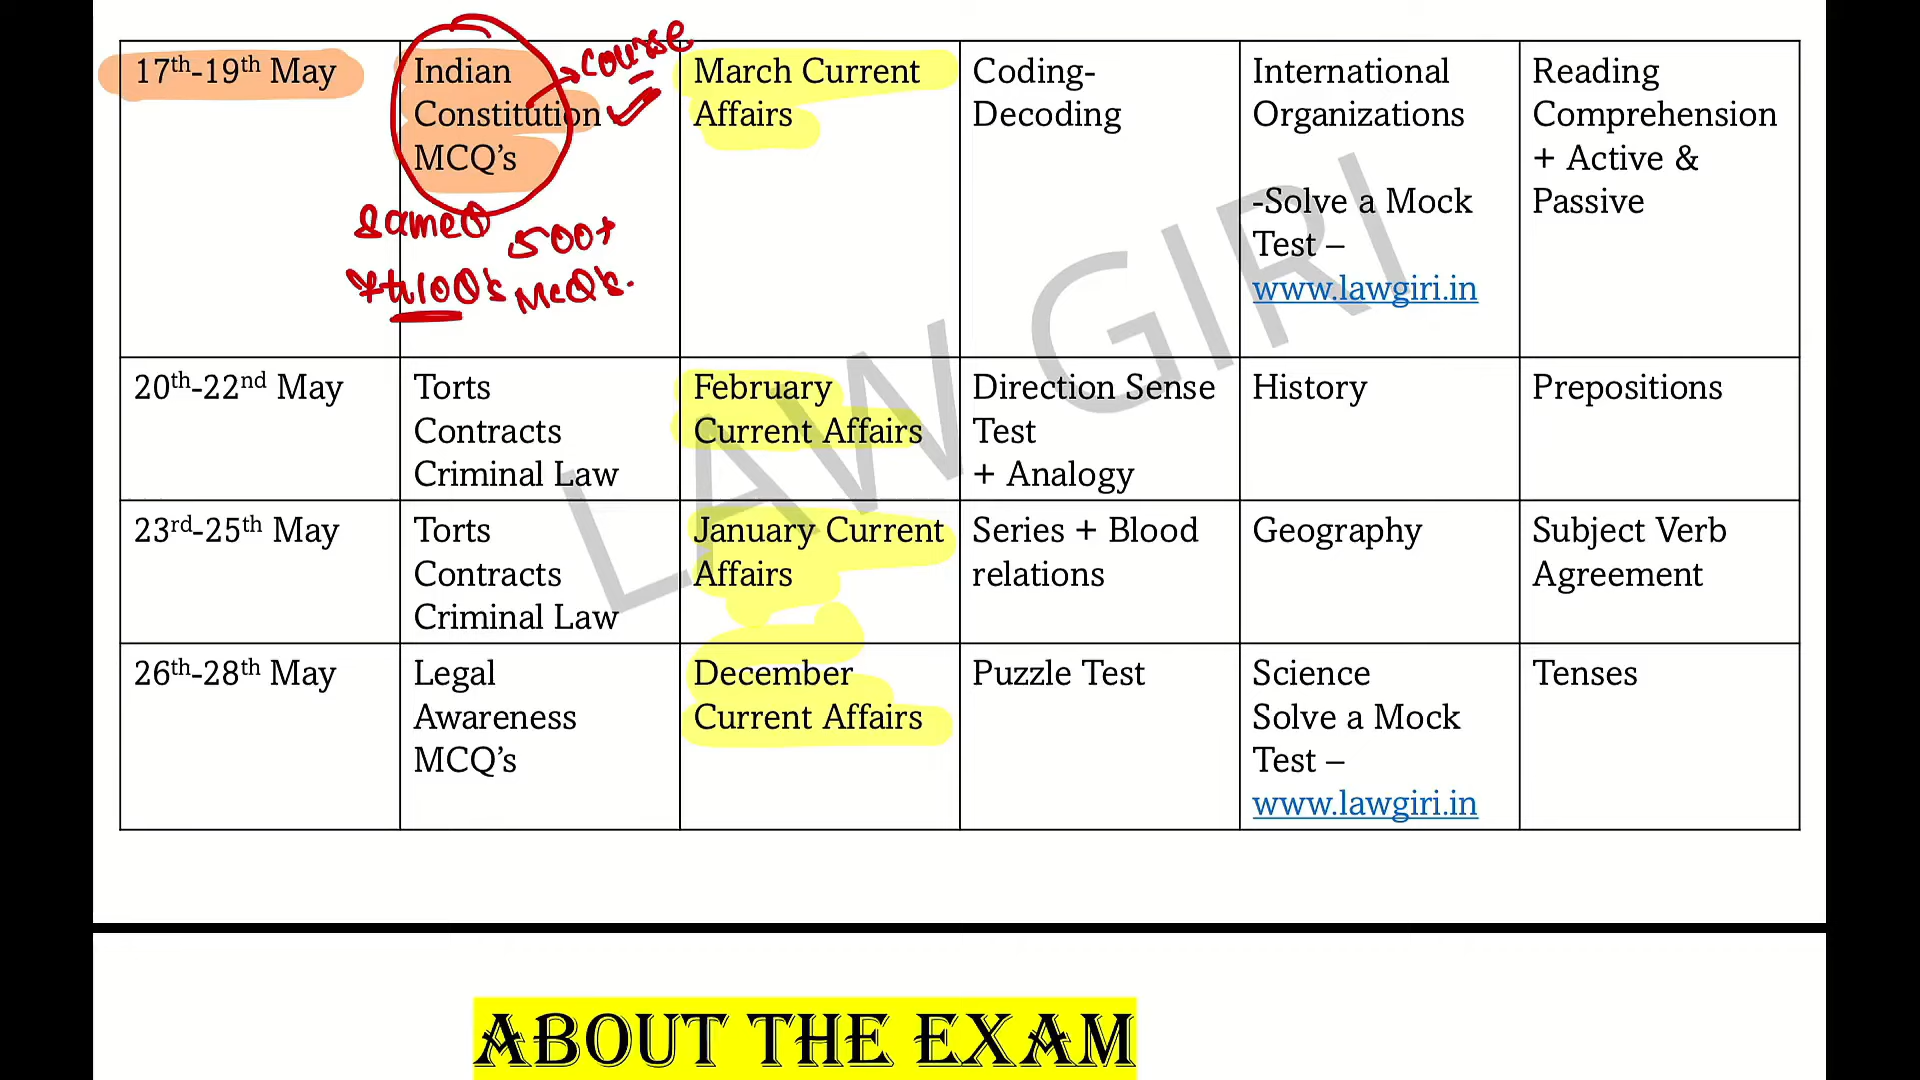 17th-19th May
Indian
Constitution
MCQ's
course
same
500+
100Q's
MCQ's.
March Current
Affairs
Coding-
Decoding
International
Organizations
-Solve a Mock
Test –
www.lawgiri.in
Reading
Comprehension
+ Active &
Passive
20th-22nd May
Torts
Contracts
Criminal Law
February
Current Affairs
Direction Sense
Test
+ Analogy
History
Prepositions
23rd-25th May
Torts
Contracts
Criminal Law
January Current
Affairs
Series + Blood
relations
Geography
Subject Verb
Agreement
26th-28th May
Legal
Awareness
MCQ's
December
Current Affairs
Puzzle Test
Science
Solve a Mock
Test –
www.lawgiri.in
Tenses
LAW GIRI
ABOUT THE EXAM